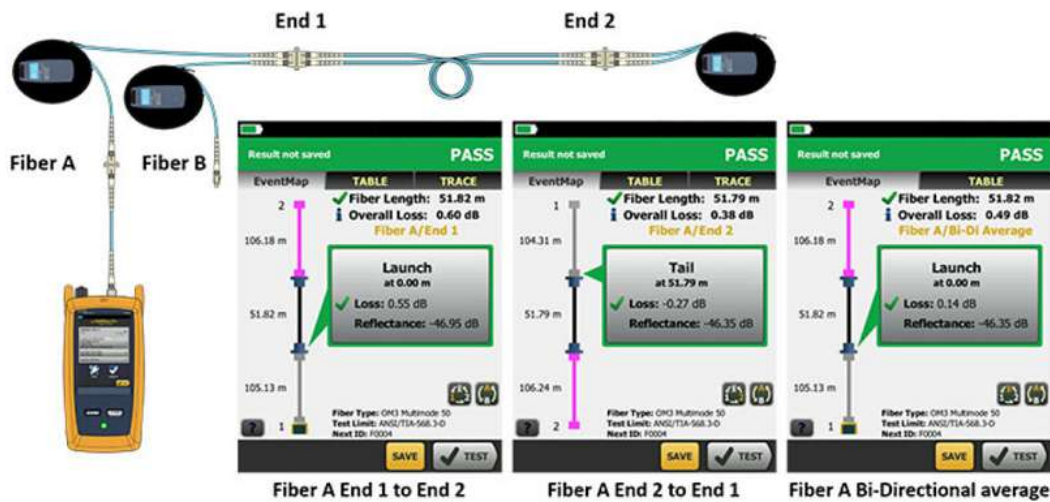 End 1
End 2
Fiber A
Fiber B
Result not saved PASS
EventMap TABLE TRACE
2
Fiber Length: 51.82 m
Overall Loss: 0.60 dB
Fiber A/End 1
106.18 m
Launch
at 0.00 m
Loss: 0.55 dB
Reflectance: -46.95 dB
51.82 m
105.13 m
Fiber Type: OM3 Multimode 50
Test Limit: ANSI/TIA-568.3-D
Next ID: F0004
1
?
SAVE
TEST
Fiber A End 1 to End 2
Result not saved PASS
EventMap TABLE TRACE
1
Fiber Length: 51.79 m
Overall Loss: 0.38 dB
Fiber A/End 2
104.31 m
Tail
at 51.79 m
Loss: -0.27 dB
Reflectance: -46.35 dB
51.79 m
106.24 m
Fiber Type: OM3 Multimode 50
Test Limit: ANSI/TIA-568.3-D
Next ID: F0004
2
?
SAVE
TEST
Fiber A End 2 to End 1
Result not saved PASS
EventMap TABLE
2
Fiber Length: 51.82 m
Overall Loss: 0.49 dB
Fiber A/Bi-Di Average
106.18 m
Launch
at 0.00 m
Loss: 0.14 dB
Reflectance: -46.35 dB
51.82 m
105.13 m
Fiber Type: OM3 Multimode 50
Test Limit: ANSI/TIA-568.3-D
Next ID: F0004
1
?
SAVE
TEST
Fiber A Bi-Directional average